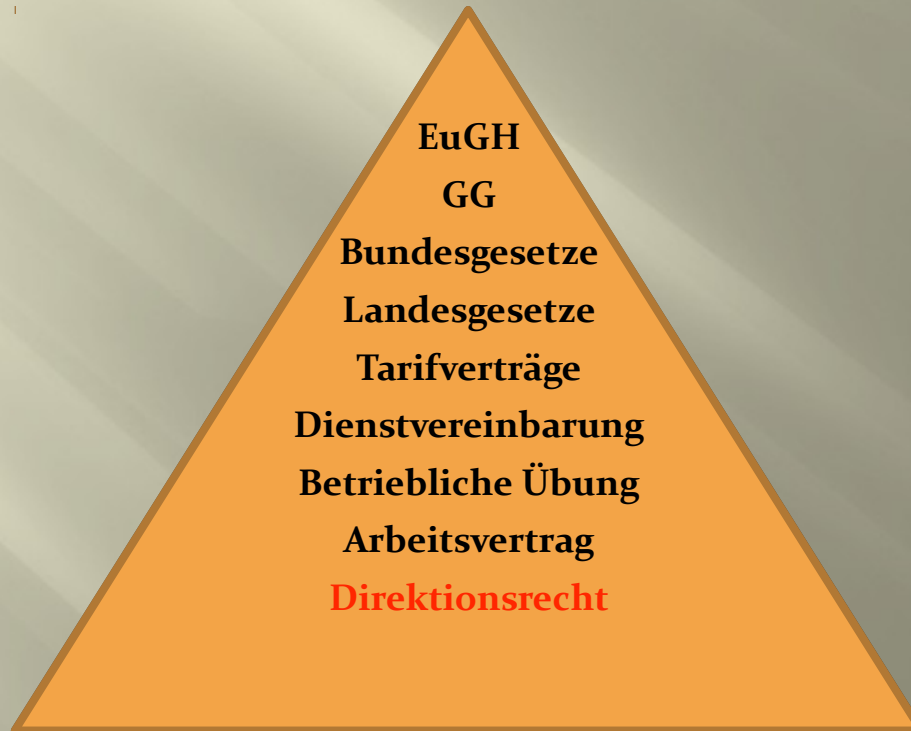 EuGH
GG
Bundesgesetze
Landesgesetze
Tarifverträge
Dienstvereinbarung
Betriebliche Übung
Arbeitsvertrag
Direktionsrecht